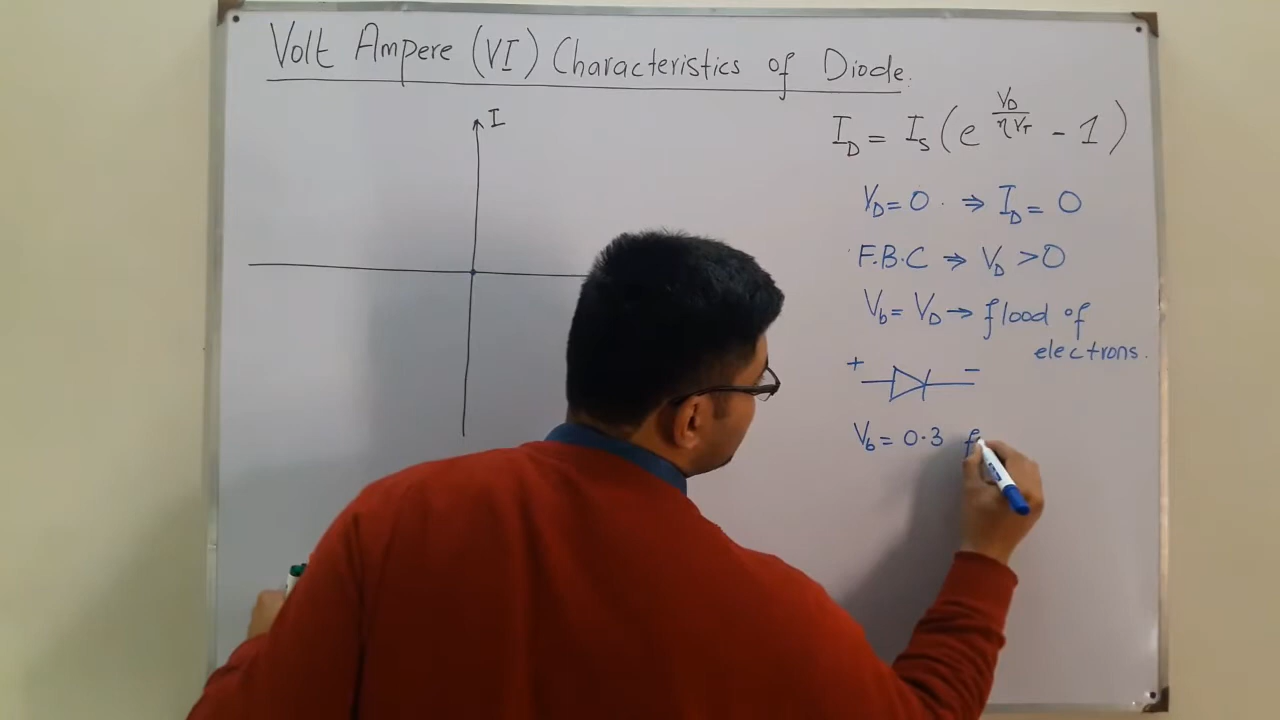 Volt Ampere (VI) Characteristics of Diode.
I
I_D = I_S (e^{V_D/ηV_T} - 1)
V_D = 0 . ⇒ I_D = 0
F.B.C ⇒ V_D > 0
V_b = V_D → flood of
electrons.
+ -
V_b = 0.3 f